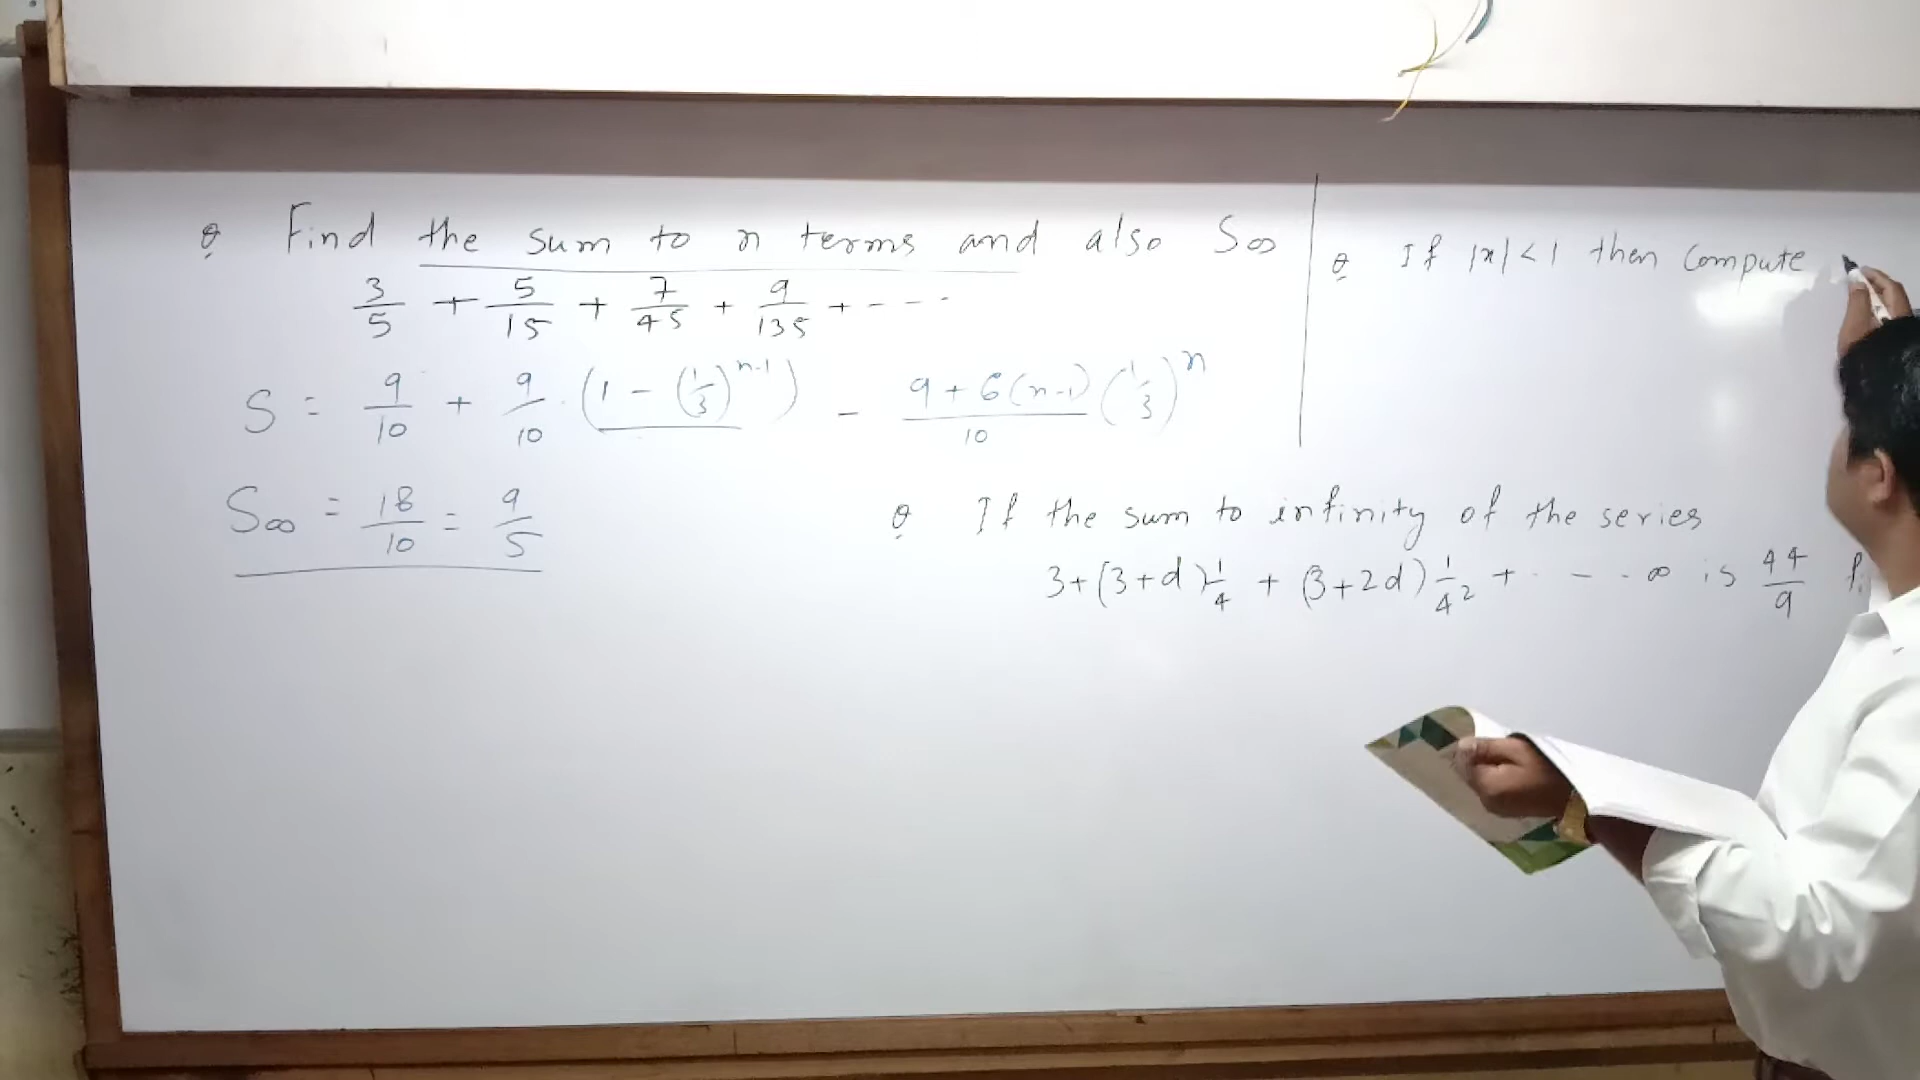 Q Find the sum to n terms and also S∞
3/5 + 5/15 + 7/45 + 9/135 + - - -
S = 9/10 + 9/10 · (1 - (1/3)^(n-1)) - (9+6(n-1))/10 (1/3)^n
S∞ = 18/10 = 9/5
Q If |x| < 1 then compute
Q If the sum to infinity of the series
3+(3+d)1/4 + (3+2d)1/4² + - - - ∞ is 44/9